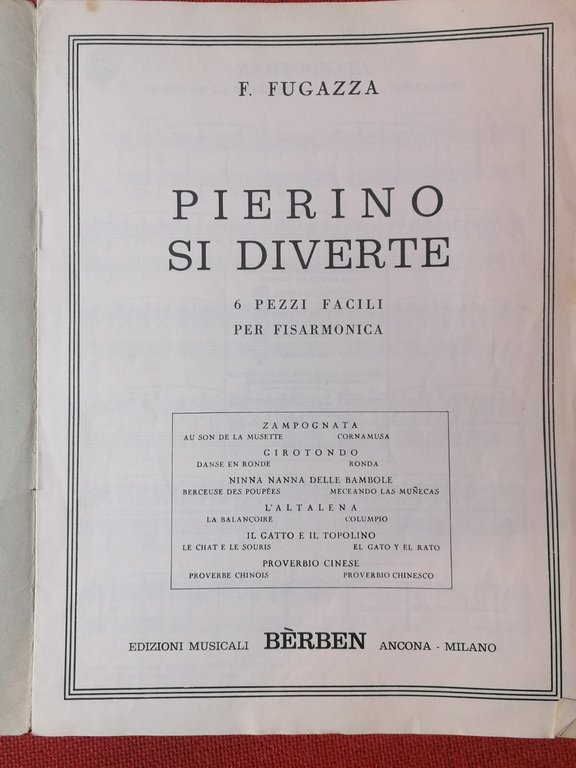 F. FUGAZZA
PIERINO
SI DIVERTE
6 PEZZI FACILI
PER FISARMONICA
ZAMPOGNATA
AU SON DE LA MUSETTE CORNAMUSA
GIROTONDO
DANSE EN RONDE RONDA
NINNA NANNA DELLE BAMBOLE
BERCEUSE DES POUPÉES MECEANDO LAS MUÑECAS
L'ALTALENA
LA BALANÇOIRE COLUMPIO
IL GATTO E IL TOPOLINO
LE CHAT E LE SOURIS EL GATO Y EL RATO
PROVERBIO CINESE
PROVERBE CHINOIS PROVERBIO CHINESCO
EDIZIONI MUSICALI BÈRBEN ANCONA - MILANO